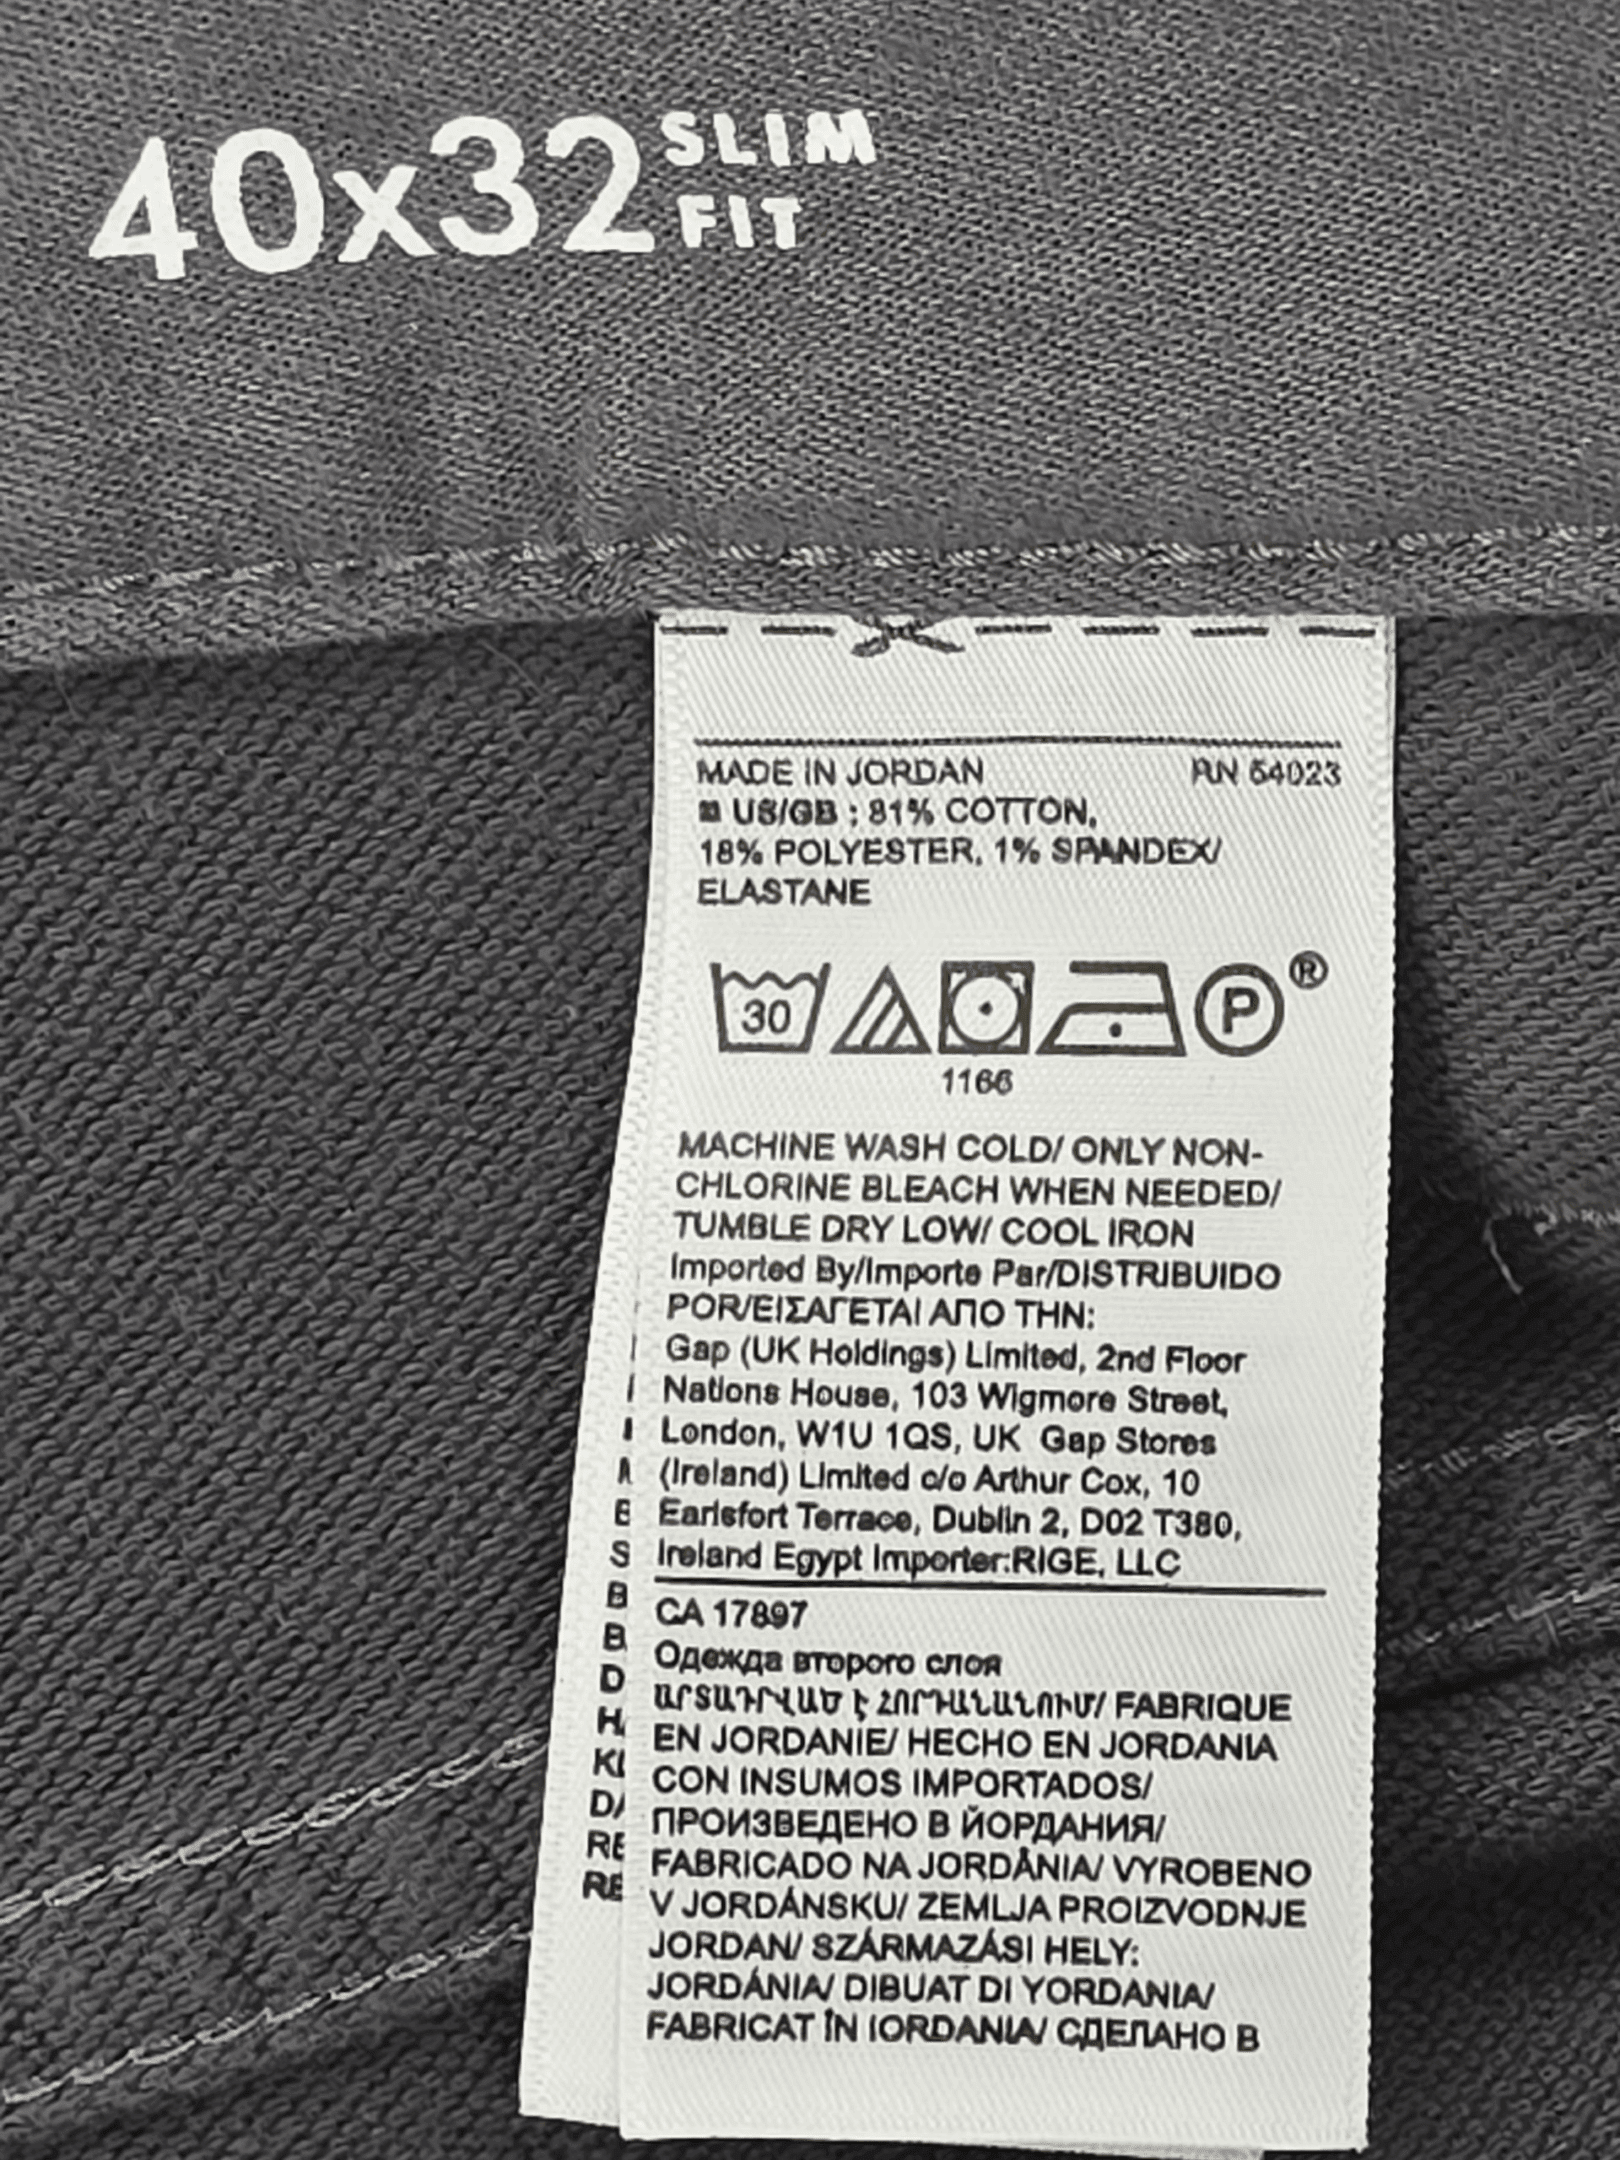 40x32 SLIM
FIT
MADE IN JORDAN RN 54023
US/GB : 81% COTTON,
18% POLYESTER, 1% SPANDEX/
ELASTANE
30 P ®
1166
MACHINE WASH COLD/ ONLY NON-
CHLORINE BLEACH WHEN NEEDED/
TUMBLE DRY LOW/ COOL IRON
Imported By/Importe Par/DISTRIBUIDO
POR/ΕΙΣΑΓΕΤΑΙ ΑΠΟ ΤΗΝ:
Gap (UK Holdings) Limited, 2nd Floor
Nations House, 103 Wigmore Street,
London, W1U 1QS, UK Gap Stores
(Ireland) Limited c/o Arthur Cox, 10
Earlsfort Terrace, Dublin 2, D02 T380,
Ireland Egypt Importer:RIGE, LLC
CA 17897
Одежда второго слоя
ԱՐՏԱԴՐՎԱԾ Է ՀՈՐԴԱՆԱՆՈՒՄ/ FABRIQUE
EN JORDANIE/ HECHO EN JORDANIA
CON INSUMOS IMPORTADOS/
ПРОИЗВЕДЕНО В ЙОРДАНИЯ/
FABRICADO NA JORDÂNIA/ VYROBENO
V JORDÁNSKU/ ZEMLJA PROIZVODNJE
JORDAN/ SZÁRMAZÁSI HELY:
JORDÁNIA/ DIBUAT DI YORDANIA/
FABRICAT ÎN IORDANIA/ СДЕЛАНО В